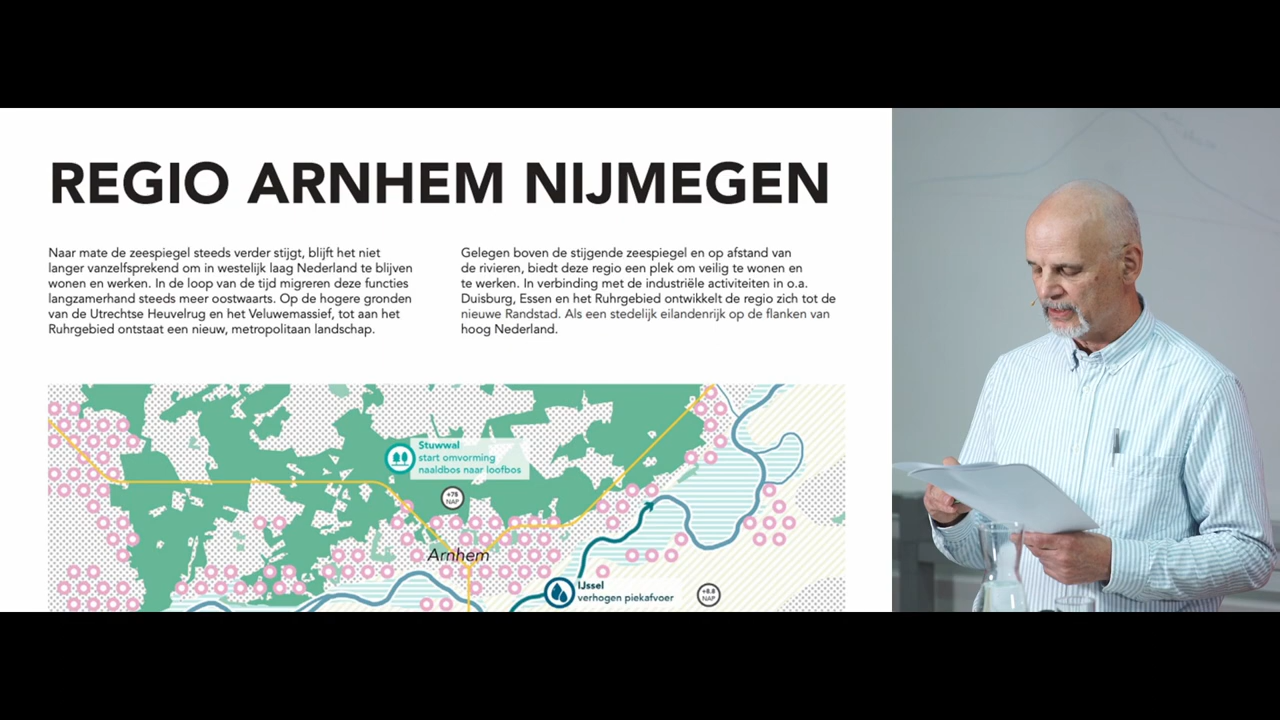 REGIO ARNHEM NIJMEGEN
Naar mate de zeespiegel steeds verder stijgt, blijft het niet
langer vanzelfsprekend om in westelijk laag Nederland te blijven
wonen en werken. In de loop van de tijd migreren deze functies
langzamerhand steeds meer oostwaarts. Op de hogere gronden
van de Utrechtse Heuvelrug en het Veluwemassief, tot aan het
Ruhrgebied ontstaat een nieuw, metropolitaan landschap.
Gelegen boven de stijgende zeespiegel en op afstand van
de rivieren, biedt deze regio een plek om veilig te wonen en
te werken. In verbinding met de industriële activiteiten in o.a.
Duisburg, Essen en het Ruhrgebied ontwikkelt de regio zich tot de
nieuwe Randstad. Als een stedelijk eilandenrijk op de flanken van
hoog Nederland.
Stuwwal
start omvorming
naaldbos naar loofbos
+75
NAP
Arnhem
IJssel
verhogen piekafvoer
+8.8
NAP